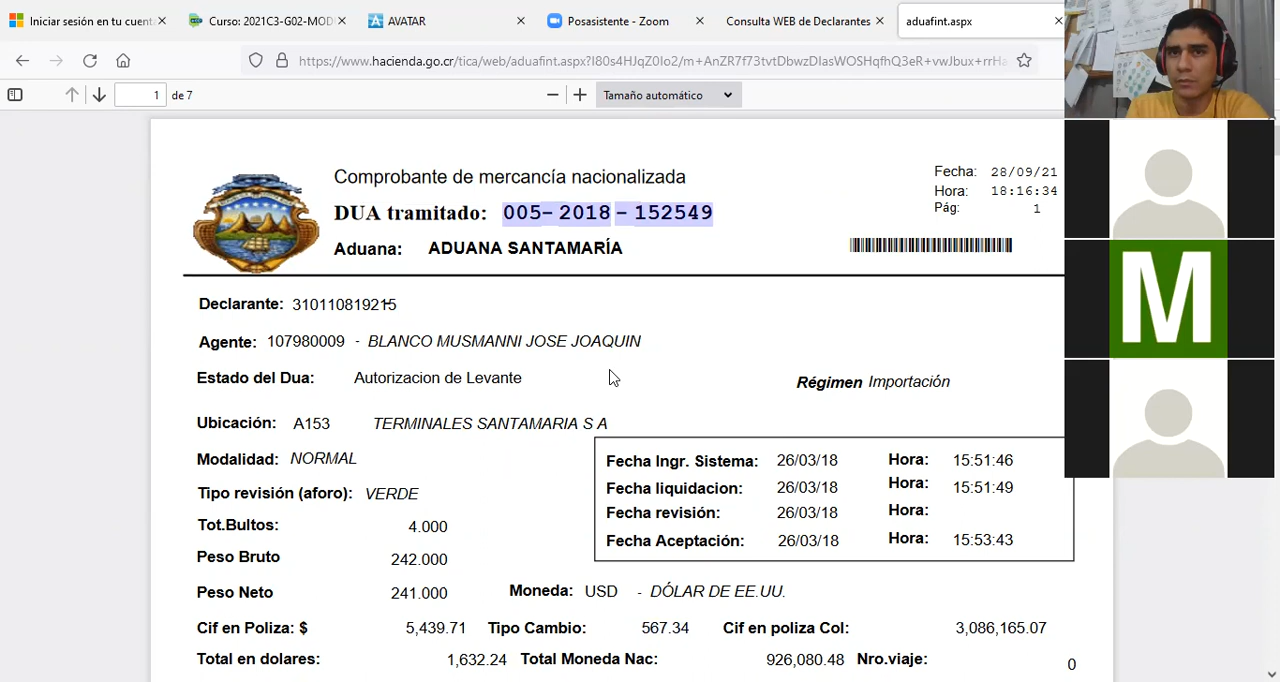 Iniciar sesión en tu cuenta
Curso: 2021C3-G02-MOD
AVATAR
Posasistente - Zoom
Consulta WEB de Declarantes
aduafint.aspx
https://www.hacienda.go.cr/tica/web/aduafint.aspx?
1 de 7
Tamaño automático
Comprobante de mercancía nacionalizada
DUA tramitado: 005- 2018 - 152549
Aduana: ADUANA SANTAMARÍA
Fecha: 28/09/21
Hora: 18:16:34
Pág: 1
Declarante: 310110819215
Agente: 107980009 - BLANCO MUSMANNI JOSE JOAQUIN
Estado del Dua: Autorizacion de Levante
Régimen Importación
Ubicación: A153 TERMINALES SANTAMARIA S A
Modalidad: NORMAL
Tipo revisión (aforo): VERDE
Fecha Ingr. Sistema: 26/03/18 Hora: 15:51:46
Fecha liquidacion: 26/03/18 Hora: 15:51:49
Fecha revisión: 26/03/18 Hora:
Fecha Aceptación: 26/03/18 Hora: 15:53:43
Tot.Bultos: 4.000
Peso Bruto 242.000
Peso Neto 241.000
Moneda: USD - DÓLAR DE EE.UU.
Cif en Poliza: $ 5,439.71 Tipo Cambio: 567.34 Cif en poliza Col: 3,086,165.07
Total en dolares: 1,632.24 Total Moneda Nac: 926,080.48 Nro.viaje: 0
M